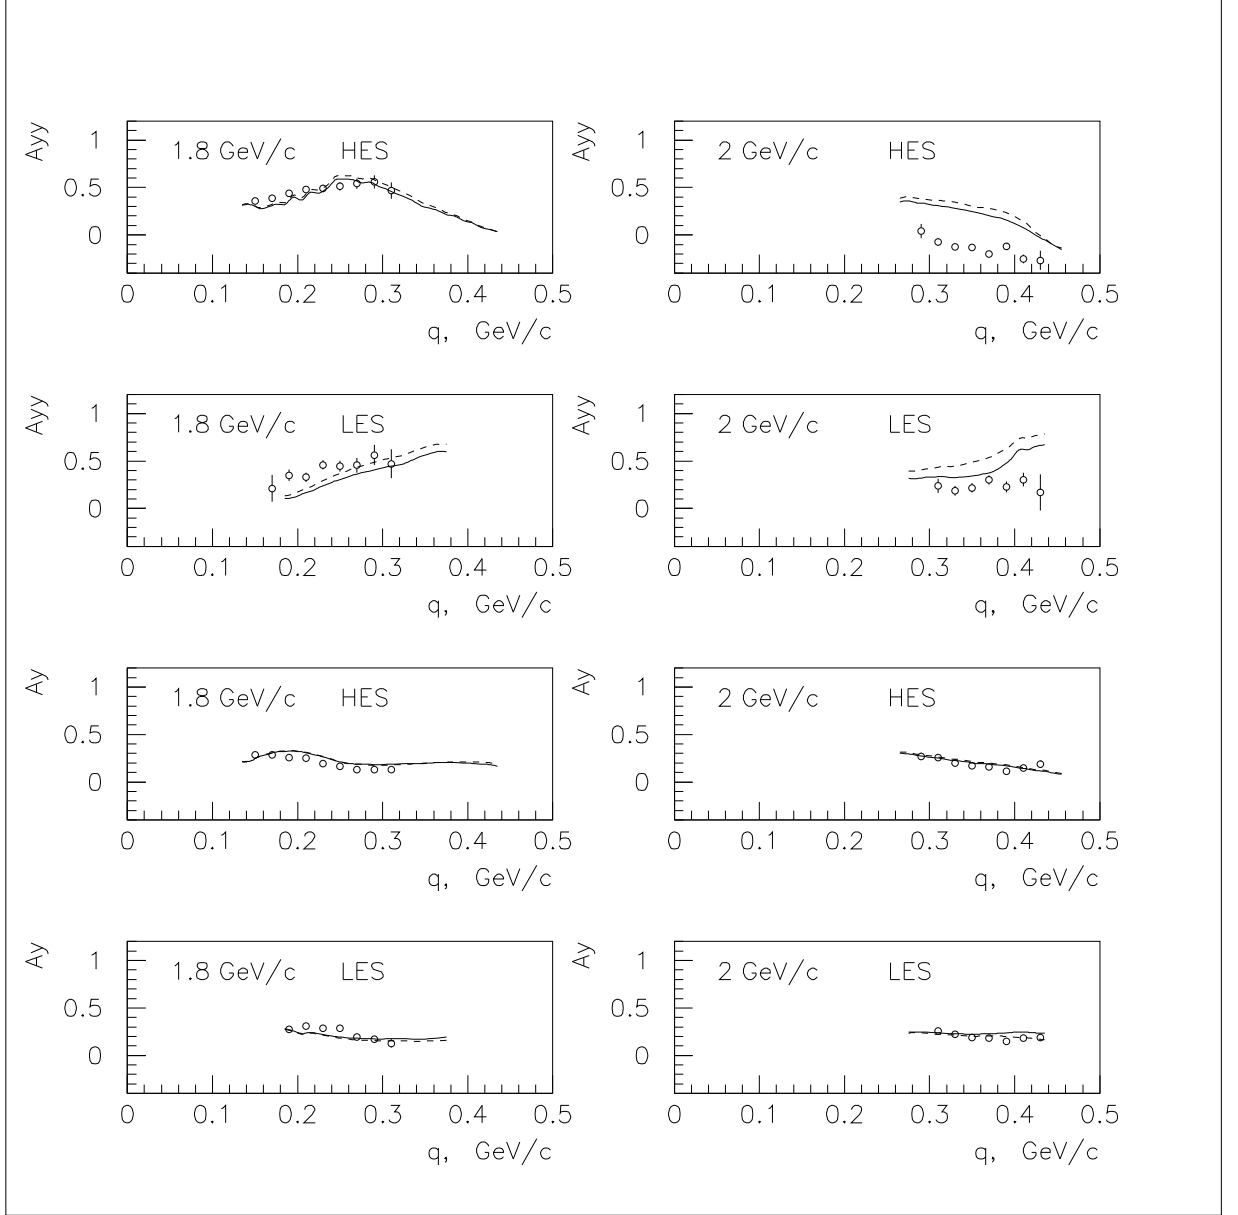 Ayy 1 0.5 0 1.8 GeV/c HES
0 0.1 0.2 0.3 0.4 0.5
q, GeV/c
Ayy 1 0.5 0 2 GeV/c HES
0 0.1 0.2 0.3 0.4 0.5
q, GeV/c
Ayy 1 0.5 0 1.8 GeV/c LES
0 0.1 0.2 0.3 0.4 0.5
q, GeV/c
Ayy 1 0.5 0 2 GeV/c LES
0 0.1 0.2 0.3 0.4 0.5
q, GeV/c
Ay 1 0.5 0 1.8 GeV/c HES
0 0.1 0.2 0.3 0.4 0.5
q, GeV/c
Ay 1 0.5 0 2 GeV/c HES
0 0.1 0.2 0.3 0.4 0.5
q, GeV/c
Ay 1 0.5 0 1.8 GeV/c LES
0 0.1 0.2 0.3 0.4 0.5
q, GeV/c
Ay 1 0.5 0 2 GeV/c LES
0 0.1 0.2 0.3 0.4 0.5
q, GeV/c